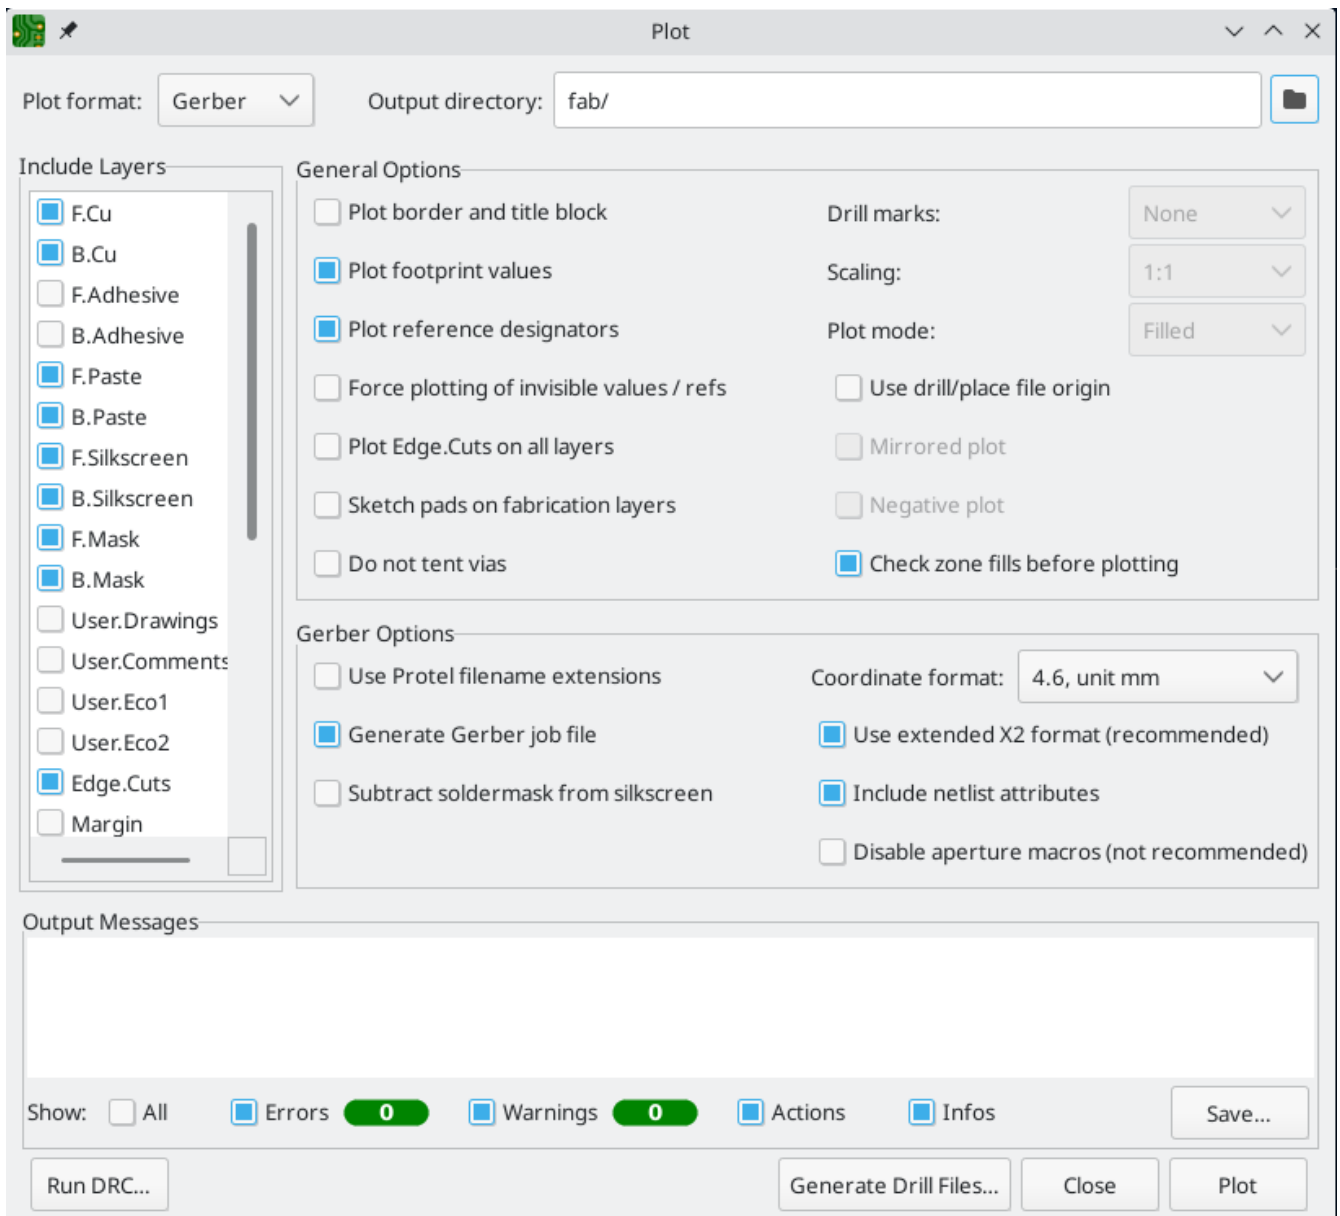 Plot
Plot format: Gerber Output directory: fab/
Include Layers
F.Cu
B.Cu
F.Adhesive
B.Adhesive
F.Paste
B.Paste
F.Silkscreen
B.Silkscreen
F.Mask
B.Mask
User.Drawings
User.Comments
User.Eco1
User.Eco2
Edge.Cuts
Margin
General Options
Plot border and title block
Plot footprint values
Plot reference designators
Force plotting of invisible values / refs
Plot Edge.Cuts on all layers
Sketch pads on fabrication layers
Do not tent vias
Drill marks: None
Scaling: 1:1
Plot mode: Filled
Use drill/place file origin
Mirrored plot
Negative plot
Check zone fills before plotting
Gerber Options
Use Protel filename extensions
Generate Gerber job file
Subtract soldermask from silkscreen
Coordinate format: 4.6, unit mm
Use extended X2 format (recommended)
Include netlist attributes
Disable aperture macros (not recommended)
Output Messages
Show: All Errors 0 Warnings 0 Actions Infos Save...
Run DRC... Generate Drill Files... Close Plot